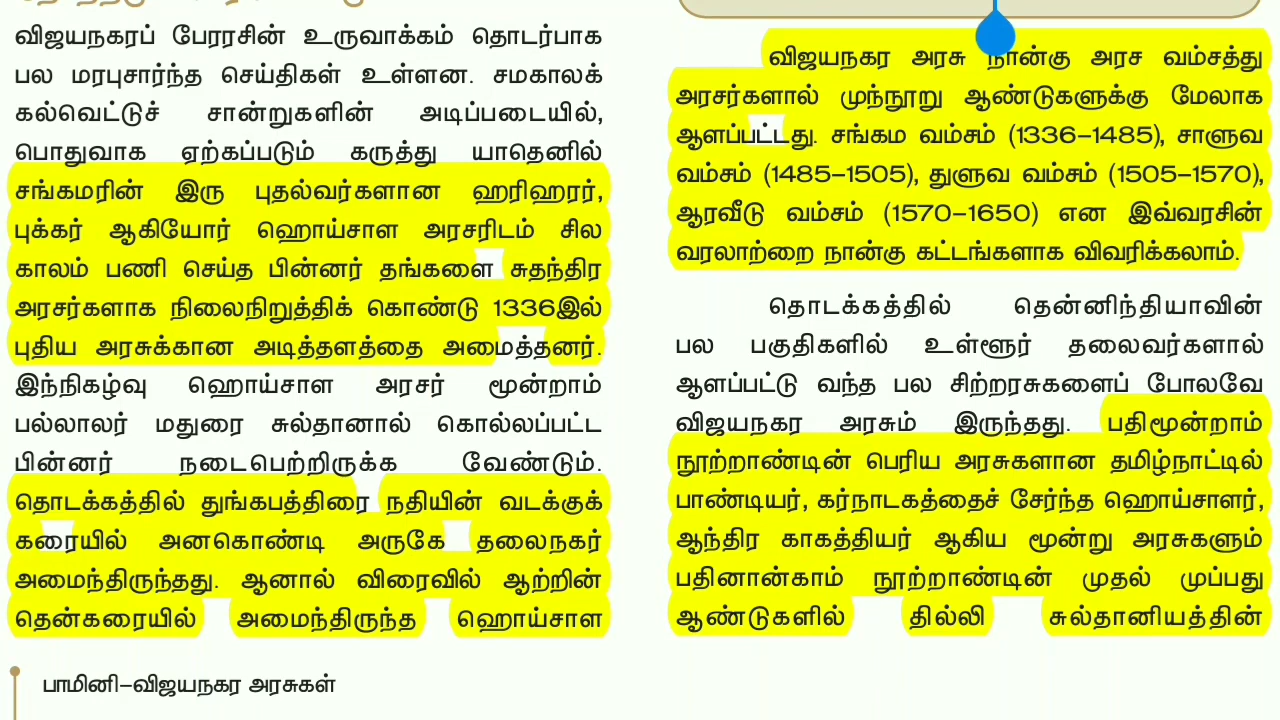 விஜயநகரப் பேரரசின் உருவாக்கம் தொடர்பாக
பல மரபுசார்ந்த செய்திகள் உள்ளன. சமகாலக்
கல்வெட்டுச் சான்றுகளின் அடிப்படையில்,
பொதுவாக ஏற்கப்படும் கருத்து யாதெனில்
சங்கமரின் இரு புதல்வர்களான ஹரிஹரர்,
புக்கர் ஆகியோர் ஹொய்சாள அரசரிடம் சில
காலம் பணி செய்த பின்னர் தங்களை சுதந்திர
அரசர்களாக நிலைநிறுத்திக் கொண்டு 1336இல்
புதிய அரசுக்கான அடித்தளத்தை அமைத்தனர்.
இந்நிகழ்வு ஹொய்சாள அரசர் மூன்றாம்
பல்லாலர் மதுரை சுல்தானால் கொல்லப்பட்ட
பின்னர் நடைபெற்றிருக்க வேண்டும்.
தொடக்கத்தில் துங்கபத்திரை நதியின் வடக்குக்
கரையில் அனகொண்டி அருகே தலைநகர்
அமைந்திருந்தது. ஆனால் விரைவில் ஆற்றின்
தென்கரையில் அமைந்திருந்த ஹொய்சாள
பாமினி–விஜயநகர அரசுகள்
விஜயநகர அரசு நான்கு அரச வம்சத்து
அரசர்களால் முந்நூறு ஆண்டுகளுக்கு மேலாக
ஆளப்பட்டது. சங்கம வம்சம் (1336–1485), சாளுவ
வம்சம் (1485–1505), துளுவ வம்சம் (1505–1570),
ஆரவீடு வம்சம் (1570–1650) என இவ்வரசின்
வரலாற்றை நான்கு கட்டங்களாக விவரிக்கலாம்.
தொடக்கத்தில் தென்னிந்தியாவின்
பல பகுதிகளில் உள்ளூர் தலைவர்களால்
ஆளப்பட்டு வந்த பல சிற்றரசுகளைப் போலவே
விஜயநகர அரசும் இருந்தது. பதிமூன்றாம்
நூற்றாண்டின் பெரிய அரசுகளான தமிழ்நாட்டில்
பாண்டியர், கர்நாடகத்தைச் சேர்ந்த ஹொய்சாளர்,
ஆந்திர காகத்தியர் ஆகிய மூன்று அரசுகளும்
பதினான்காம் நூற்றாண்டின் முதல் முப்பது
ஆண்டுகளில் தில்லி சுல்தானியத்தின்